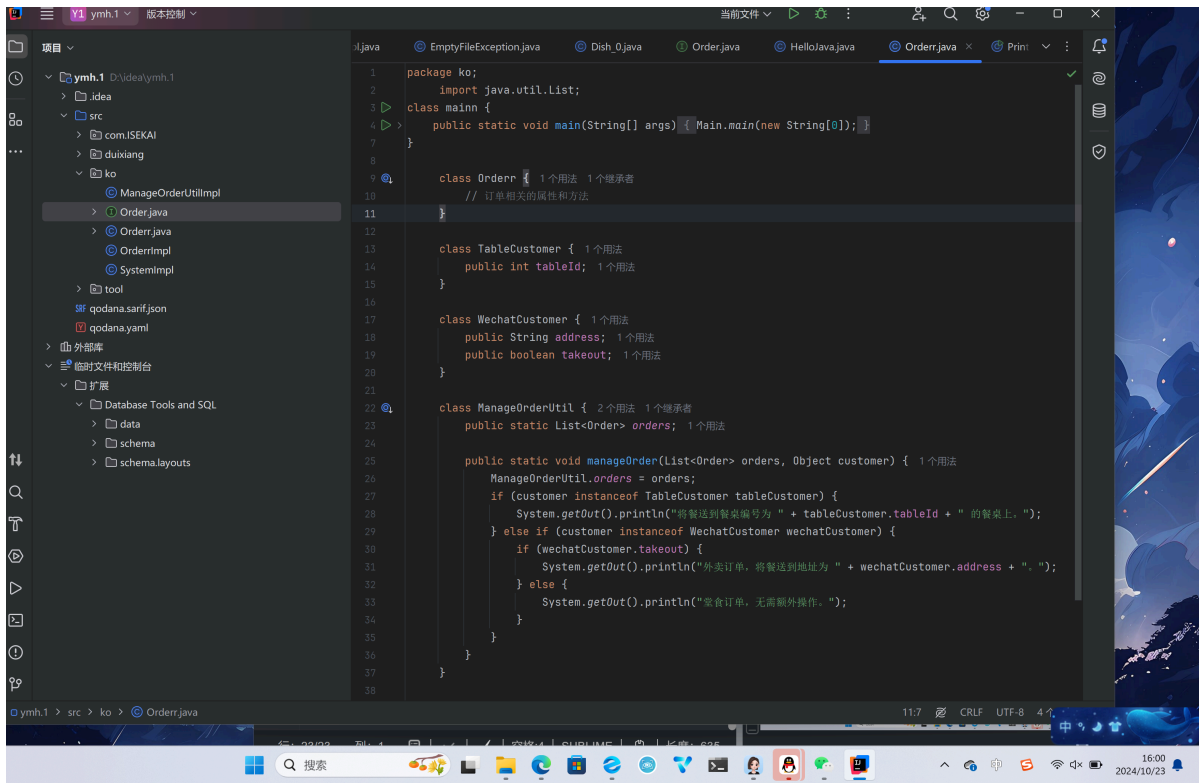 Y1 ymh.1 版本控制 当前文件
项目
ol.java EmptyFileException.java Dish_0.java Order.java HelloJava.java Orderr.java
ymh.1 D:\idea\ymh.1
.idea
src
com.ISEKAI
duixiang
ko
ManageOrderUtilImpl
Order.java
Orderr.java
OrderrImpl
SystemImpl
tool
SRF qodana.sarif.json
qodana.yaml
外部库
临时文件和控制台
扩展
Database Tools and SQL
data
schema
schema.layouts
1 package ko;
2 import java.util.List;
3 class mainn {
4 public static void main(String[] args) { Main.main(new String[0]); }
7 }
8
9 class Orderr { 1个用法 1个继承者
10 // 订单相关的属性和方法
11 }
12
13 class TableCustomer { 1个用法
14 public int tableId; 1个用法
15 }
16
17 class WechatCustomer { 1个用法
18 public String address; 1个用法
19 public boolean takeout; 1个用法
20 }
21
22 class ManageOrderUtil { 2个用法 1个继承者
23 public static List<Order> orders; 1个用法
24
25 public static void manageOrder(List<Order> orders, Object customer) { 1个用法
26 ManageOrderUtil.orders = orders;
27 if (customer instanceof TableCustomer tableCustomer) {
28 System.getOut().println("将餐送到餐桌编号为 " + tableCustomer.tableId + " 的餐桌上。");
29 } else if (customer instanceof WechatCustomer wechatCustomer) {
30 if (wechatCustomer.takeout) {
31 System.getOut().println("外卖订单，将餐送到地址为 " + wechatCustomer.address + "。");
32 } else {
33 System.getOut().println("堂食订单，无需额外操作。");
34 }
35 }
36 }
37 }
38
ymh.1 > src > ko > Orderr.java 11:7 CRLF UTF-8
中
搜索
16:00
2024/10/23